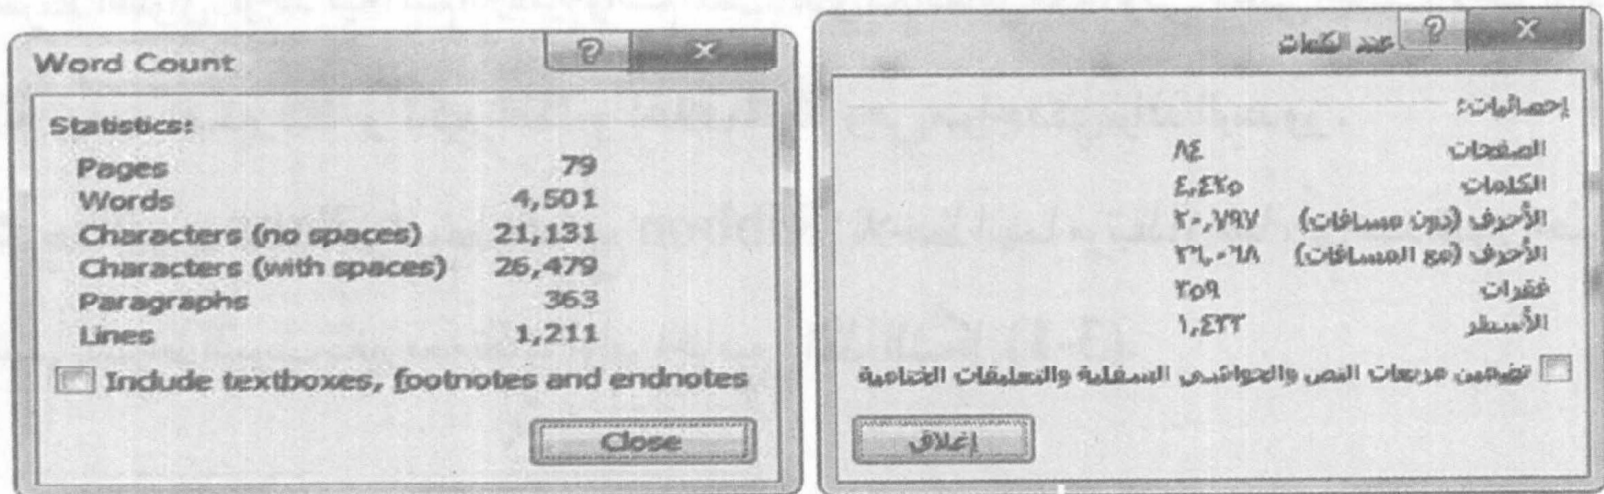 Word Count
Statistics:
Pages 79
Words 4,501
Characters (no spaces) 21,131
Characters (with spaces) 26,479
Paragraphs 363
Lines 1,211
Include textboxes, footnotes and endnotes
Close
عدد الكلمات
إحصائيات:
الصفحات ٨٤
الكلمات ٤,٤٢٥
الأحرف (دون مسافات) ٢٠,٧٩٧
الأحرف (مع المسافات) ٢٦,٠٦٨
فقرات ٣٥٩
الأسطر ١,٤٣٣
تضمين مربعات النص والحواشي السفلية والتعليقات الختامية
إغلاق